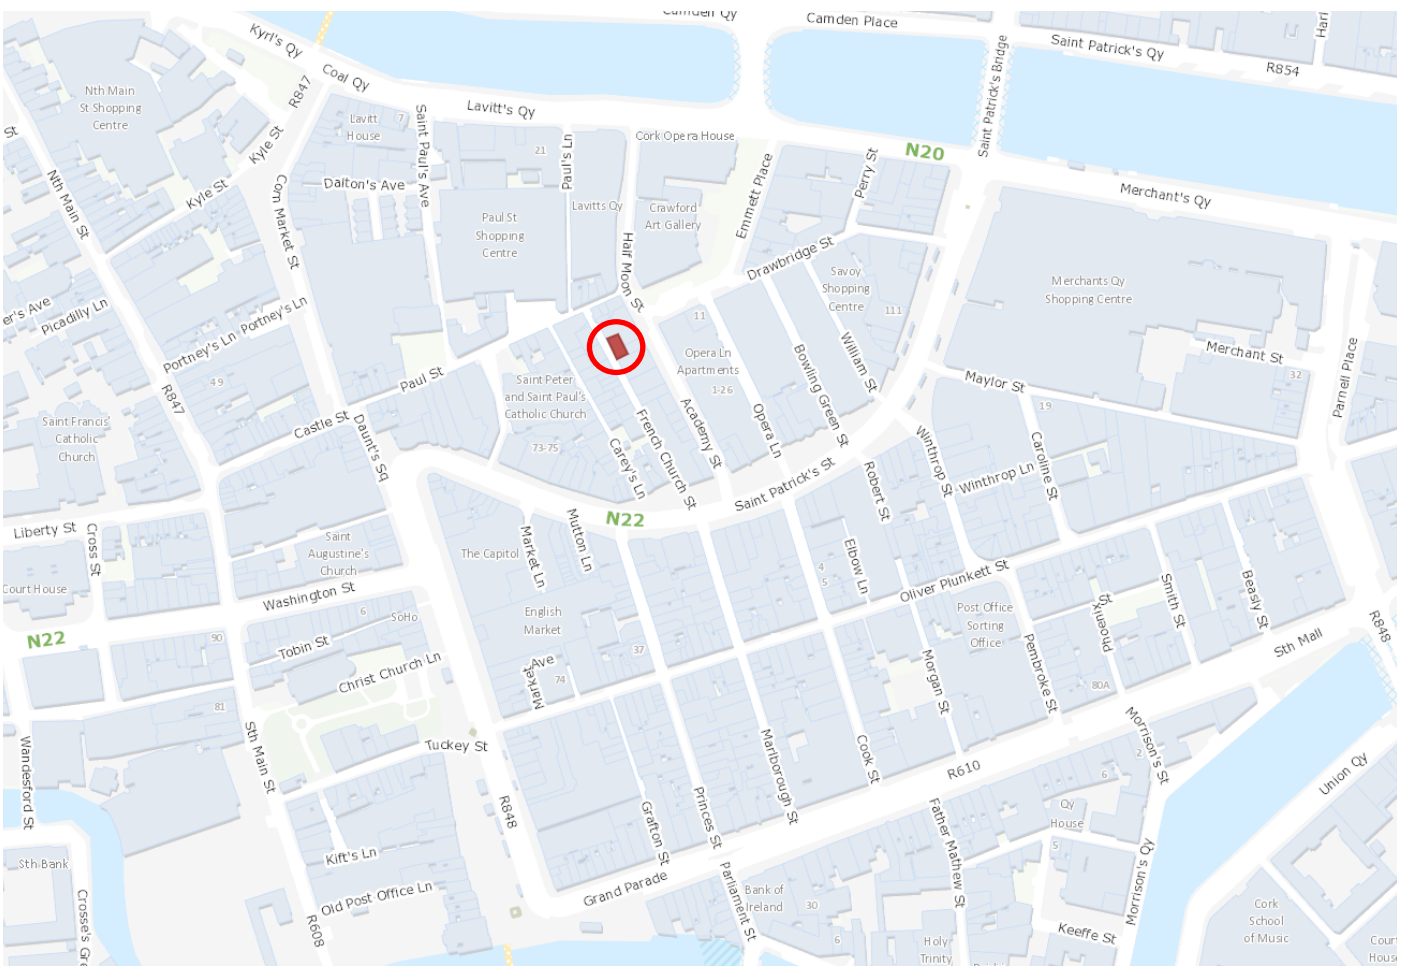 Camden Qy
Camden Place
Saint Patrick's Qy
R854
Kyrl's Qy
Coal Qy
R847
Lavitt's Qy
Saint Patrick's Bridge
Nth Main
St Shopping
Centre
St
Kyle St
Lavitt
House
7
Saint Paul's Ave
21
Paul's Ln
Cork Opera House
N20
Merchant's Qy
Nth Main St
Kyle St
Corn Market St
Dalton's Ave
Paul St
Shopping
Centre
Lavitts Qy
Half Moon St
Crawford
Art Gallery
Emmett Place
Perry St
Drawbridge St
Savoy
Shopping
Centre
111
Merchants Qy
Shopping Centre
er's Ave
Picadilly Ln
Portney's Ln
Portney's Ln
R847
49
11
Opera Ln
Apartments
1-26
William St
Bowling Green St
Merchant St
32
Parnell Place
Maylor St
19
Paul St
Castle St
Daunt's Sq
Saint Peter
and Saint Paul's
Catholic Church
73-75
Carey's Ln
French Church St
Academy St
Opera Ln
Saint Patrick's St
Robert St
Winthrop St
Winthrop Ln
Caroline St
Saint Francis'
Catholic
Church
Liberty St
Cross St
Court House
Saint
Augustine's
Church
N22
The Capitol
Market Ln
Mutton Ln
English
Market
Elbow Ln
4
5
Oliver Plunkett St
Post Office
Sorting
Office
Phoenix St
Smith St
Beasly St
R848
Sth Mall
Washington St
6
SoHo
N22
90
Tobin St
Christ Church Ln
81
Market Ave
74
37
Morgan St
Pembroke St
80A
Morrison's St
2
Wandesford St
Sth Main St
Tuckey St
R848
Marlborough St
Cook St
R610
6
Qy
House
5
Union Qy
Grafton St
Princes St
Father Mathew St
Kift's Ln
Old Post Office Ln
Grand Parade
Parliament St
Bank of
Ireland
30
6
Holy
Trinity
Keeffe St
Morrison's Qy
Cork
School
of Music
Court
House
Sth Bank
Crosse's Gre
R608